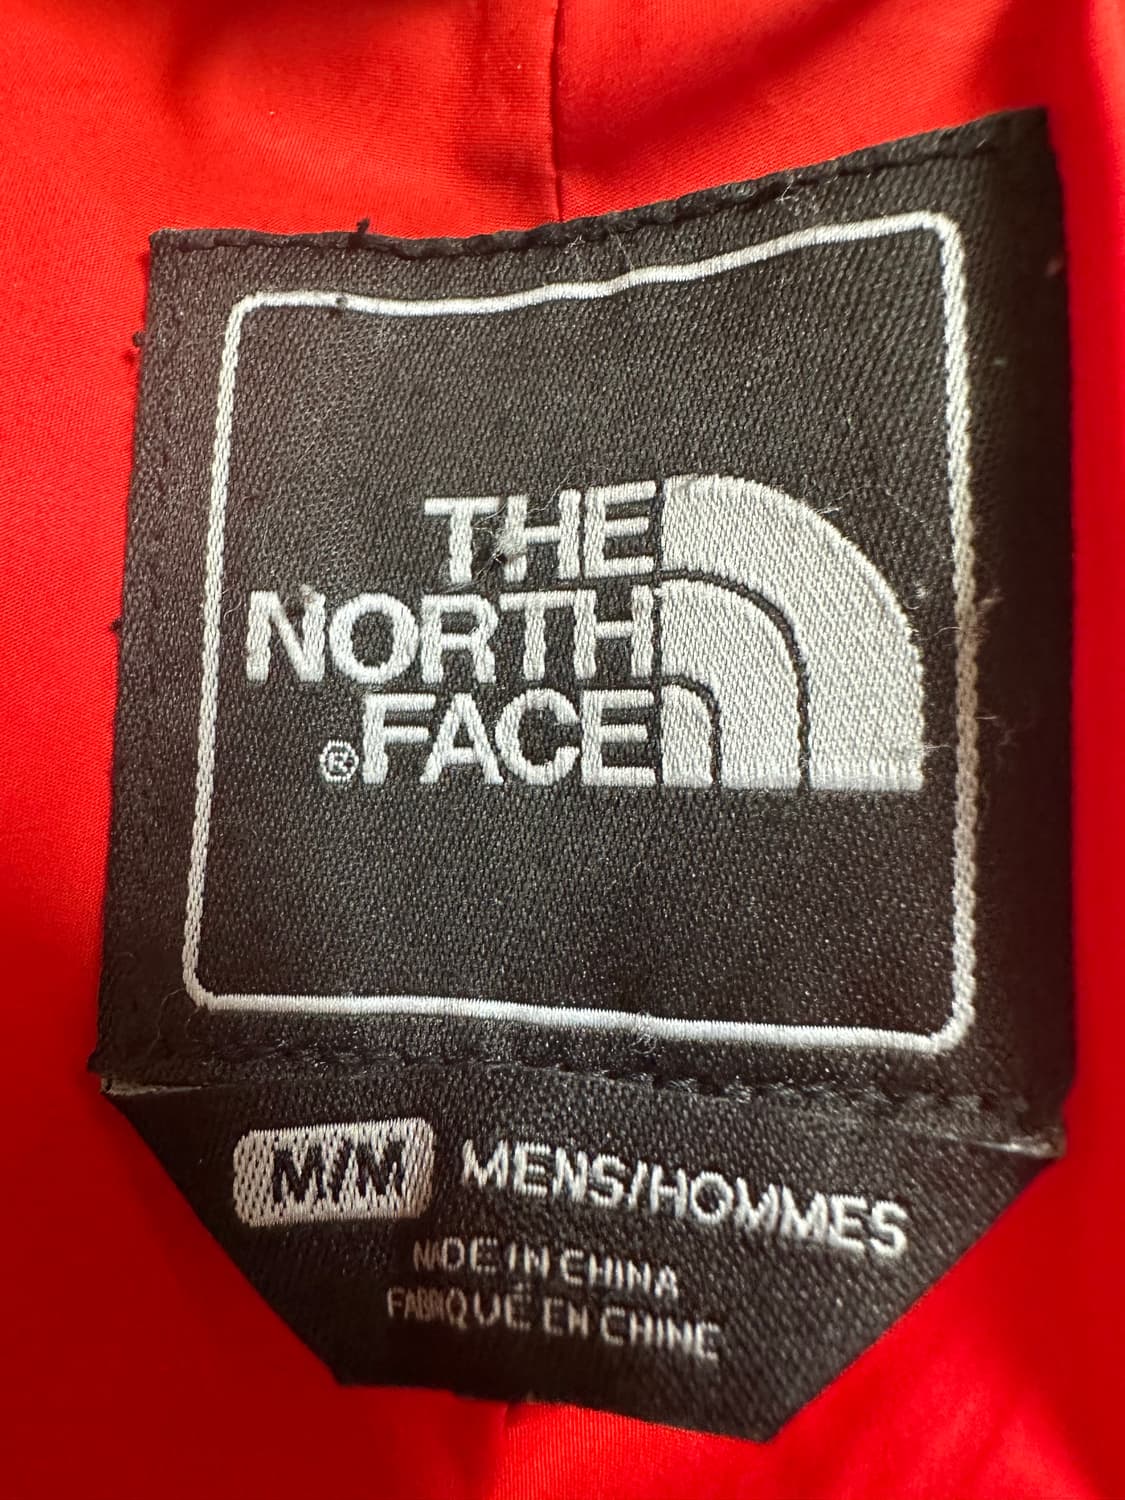 THE
NORTH
®FACE
M/M MENS/HOMMES
MADE IN CHINA
FABRIQUÉ EN CHINE